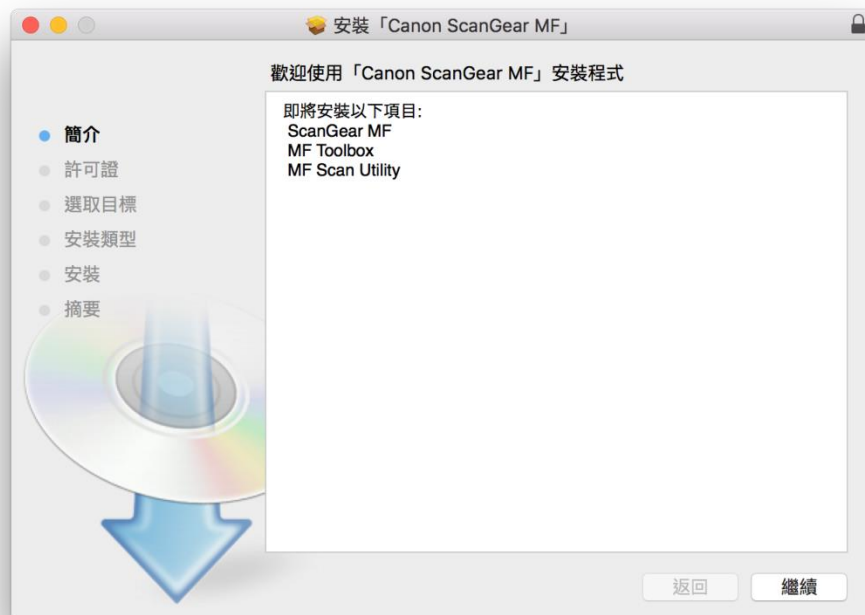 安裝「Canon ScanGear MF」
歡迎使用「Canon ScanGear MF」安裝程式
簡介
許可證
選取目標
安裝類型
安裝
摘要
即將安裝以下項目:
ScanGear MF
MF Toolbox
MF Scan Utility
返回
繼續